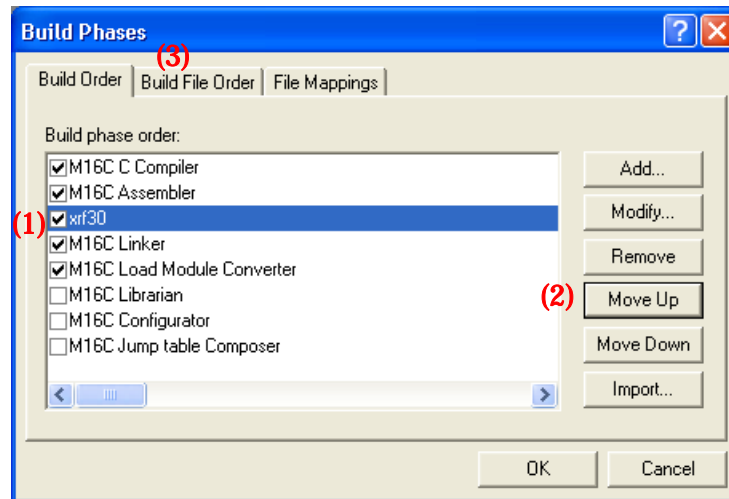 Build Phases
(3)
Build Order Build File Order File Mappings
Build phase order:
M16C C Compiler
M16C Assembler
(1) xrf30
M16C Linker
M16C Load Module Converter
M16C Librarian
M16C Configurator
M16C Jump table Composer
Add...
Modify...
Remove
(2) Move Up
Move Down
Import...
OK Cancel